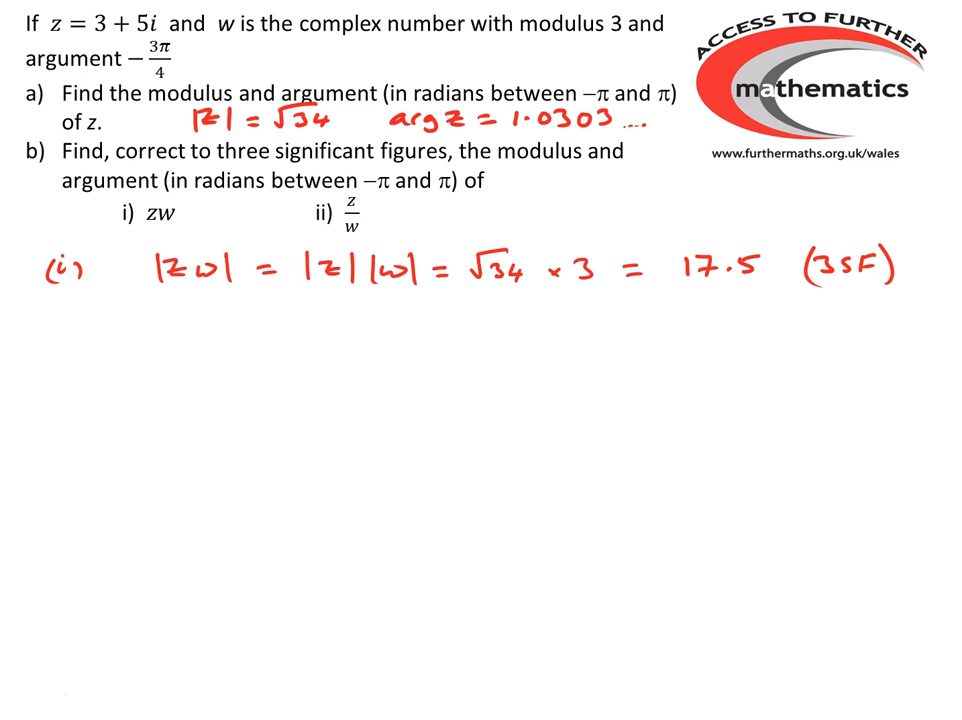 If z = 3 + 5i and w is the complex number with modulus 3 and
argument −3π/4
a) Find the modulus and argument (in radians between −π and π)
of z. |z| = √34 arg z = 1.0303 ...
b) Find, correct to three significant figures, the modulus and
argument (in radians between −π and π) of
i) zw ii) z/w
(i) |zw| = |z| |w| = √34 × 3 = 17.5 (3SF)
ACCESS TO FURTHER
mathematics
www.furthermaths.org.uk/wales